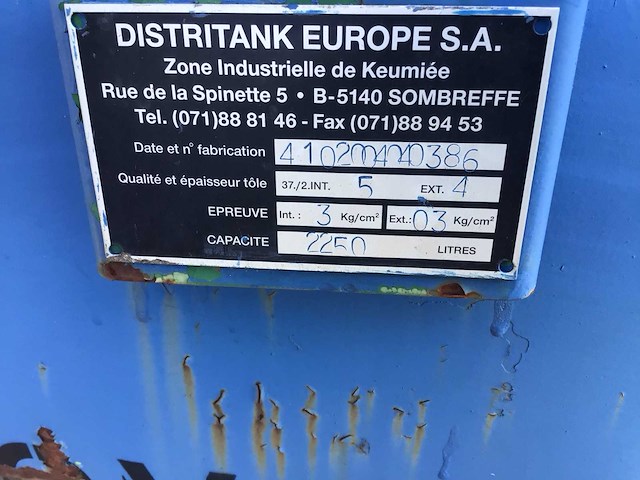 DISTRITANK EUROPE S.A.
Zone Industrielle de Keumiée
Rue de la Spinette 5 • B-5140 SOMBREFFE
Tel. (071)88 81 46 - Fax (071)88 94 53
Date et n° fabrication
Qualité et épaisseur tôle 37./2.INT. 5 EXT. 4
EPREUVE Int.: 3 Kg/cm² Ext.: 03 Kg/cm²
CAPACITE 2250 LITRES